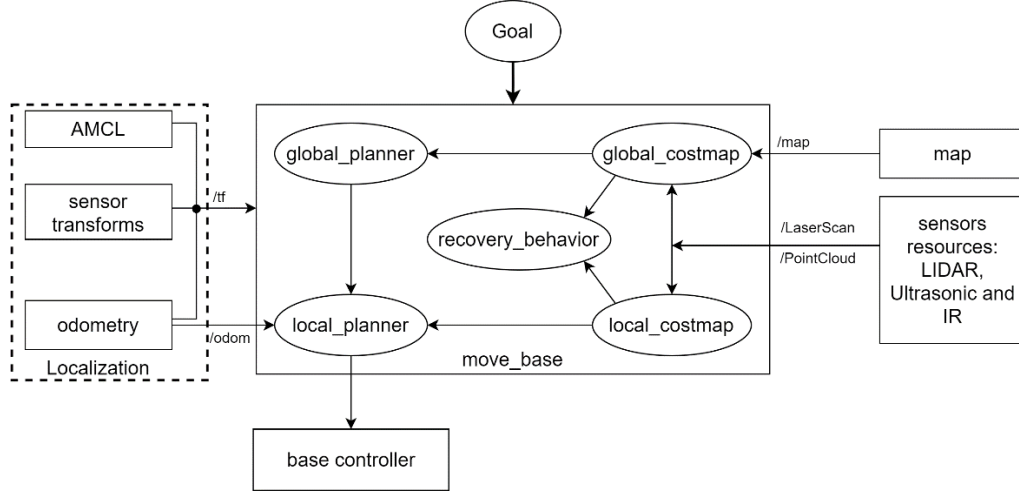 Goal
AMCL
sensor
transforms
odometry
Localization
/tf
/odom
global_planner
global_costmap
recovery_behavior
local_planner
local_costmap
move_base
/map
map
/LaserScan
/PointCloud
sensors
resources:
LIDAR,
Ultrasonic and
IR
base controller